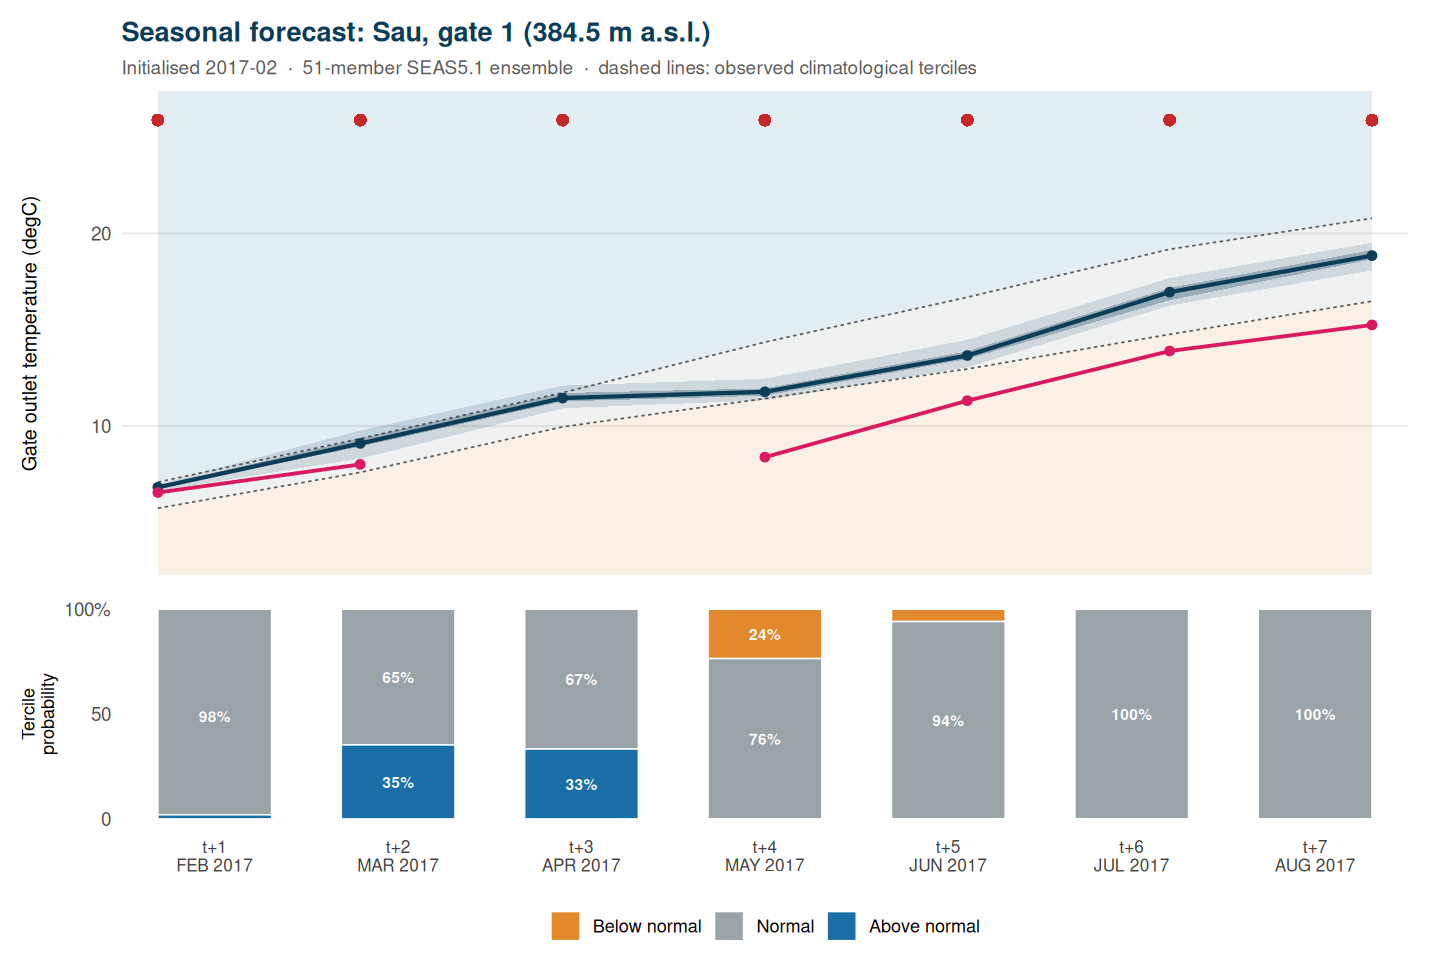 Seasonal forecast: Sau, gate 1 (384.5 m a.s.l.)
Initialised 2017-02 · 51-member SEAS5.1 ensemble · dashed lines: observed climatological terciles
Gate outlet temperature (degC)
20
10
Tercile
probability
100%
50
0
98%
65%
35%
67%
33%
24%
76%
94%
100%
100%
t+1
FEB 2017
t+2
MAR 2017
t+3
APR 2017
t+4
MAY 2017
t+5
JUN 2017
t+6
JUL 2017
t+7
AUG 2017
Below normal
Normal
Above normal